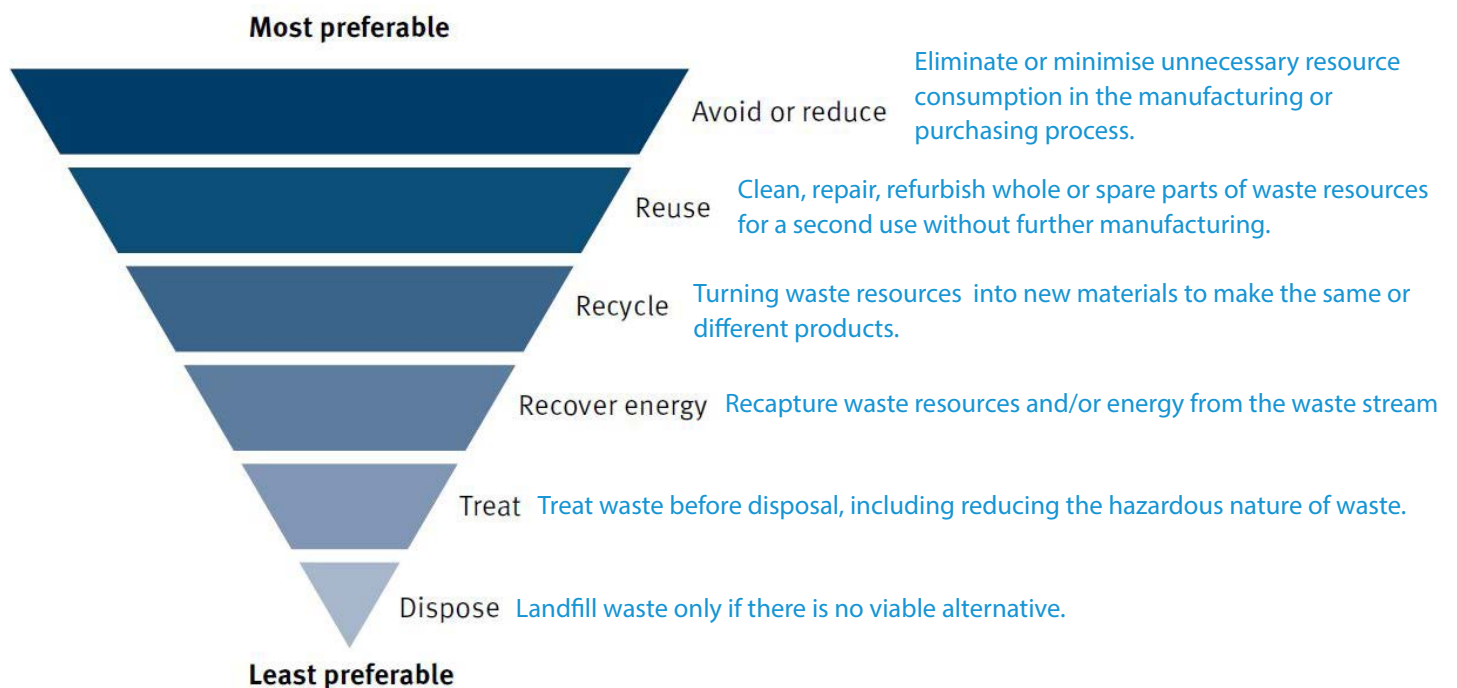 Most preferable
Avoid or reduce
Eliminate or minimise unnecessary resource
consumption in the manufacturing or
purchasing process.
Reuse
Clean, repair, refurbish whole or spare parts of waste resources
for a second use without further manufacturing.
Recycle
Turning waste resources  into new materials to make the same or
different products.
Recover energy
Recapture waste resources and/or energy from the waste stream
Treat
Treat waste before disposal, including reducing the hazardous nature of waste.
Dispose
Landfill waste only if there is no viable alternative.
Least preferable